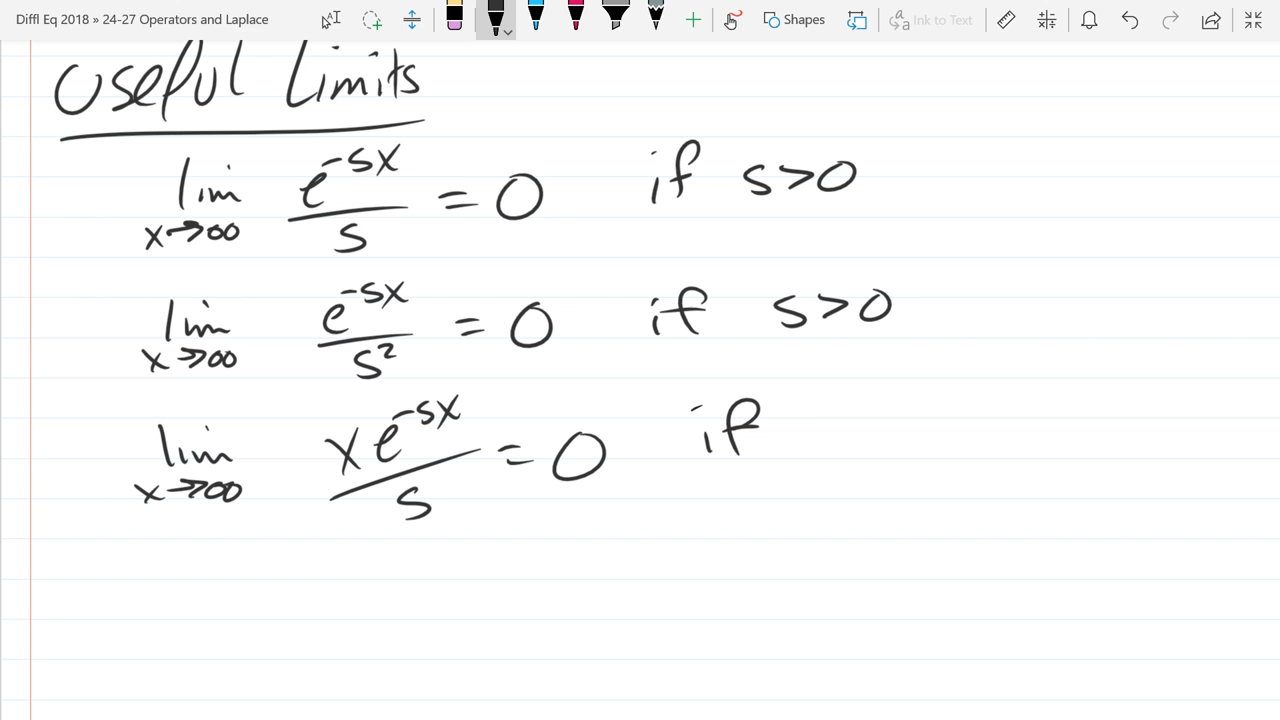 Diffl Eq 2018 » 24-27 Operators and Laplace Shapes Ink to Text
Useful Limits
lim x→∞ e^-sx / s = 0 if s>0
lim x→∞ e^-sx / s² = 0 if s>0
lim x→∞ xe^-sx / s = 0 if